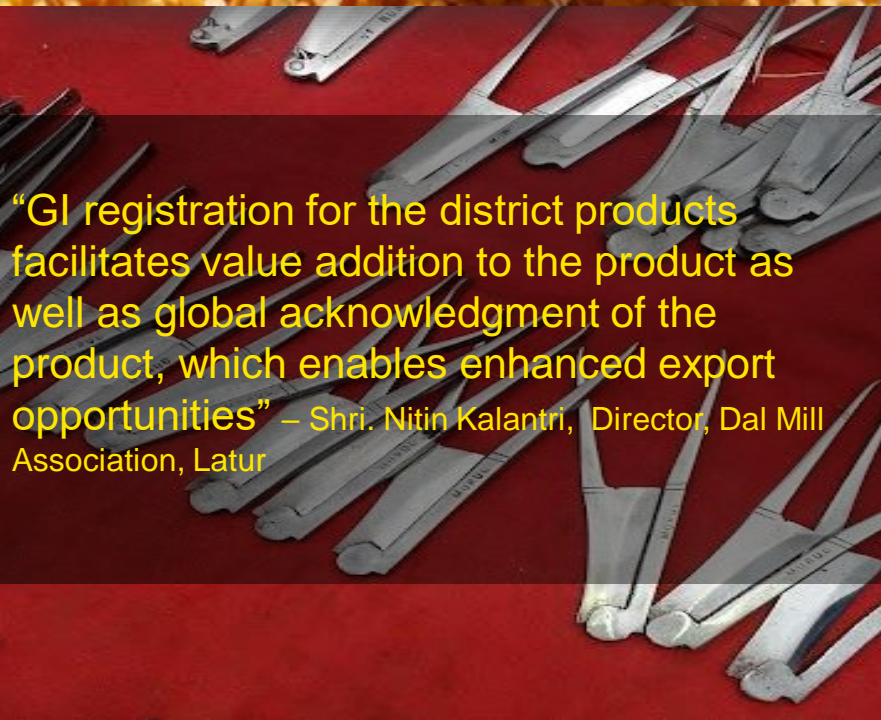 “GI registration for the district products
facilitates value addition to the product as
well as global acknowledgment of the
product, which enables enhanced export
opportunities” – Shri. Nitin Kalantri,  Director, Dal Mill
Association, Latur
MURUD